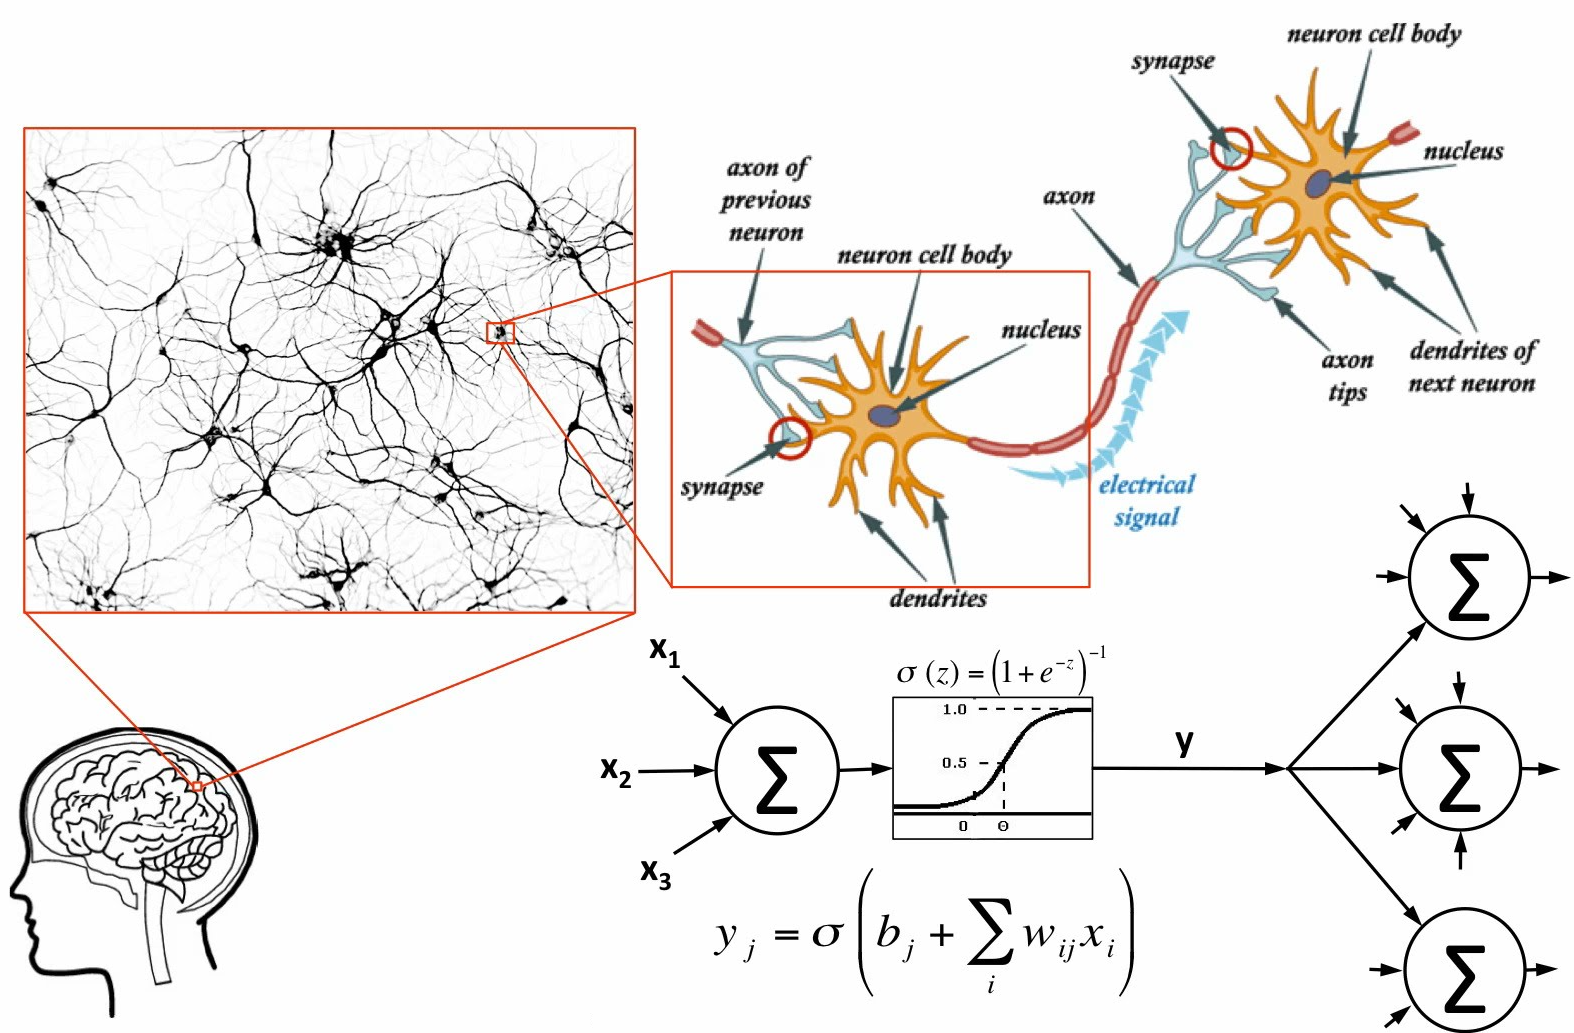 neuron cell body
synapse
nucleus
axon of
previous
neuron
axon
neuron cell body
nucleus
axon
tips
dendrites of
next neuron
synapse
electrical
signal
dendrites
x₁
x₂
x₃
Σ
σ (z) = (1 + e^{−z})^{−1}
1.0
0.5
0 Θ
y
Σ
Σ
Σ
y_j = σ (b_j + Σ_i w_{ij} x_i)